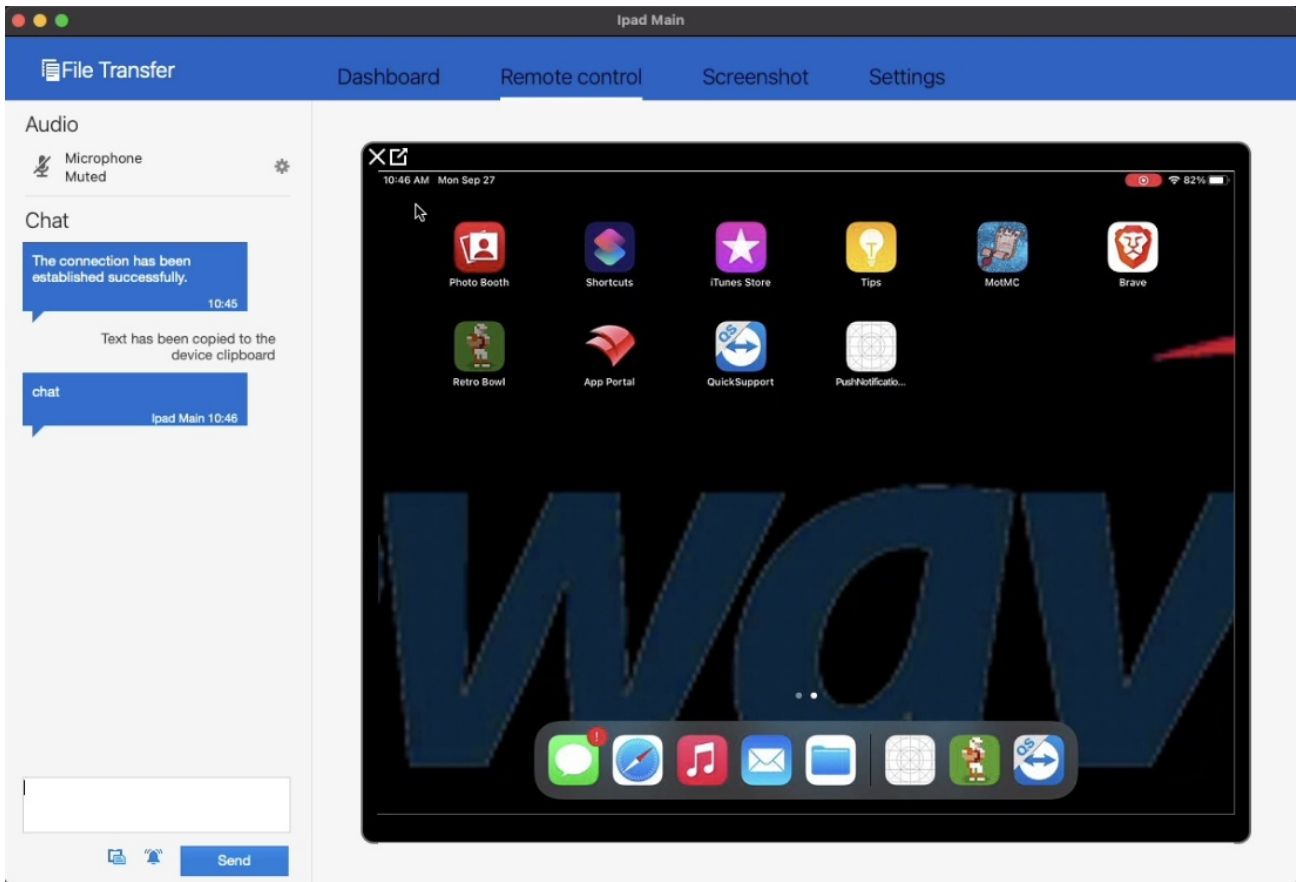 Ipad Main
File Transfer
Dashboard
Remote control
Screenshot
Settings
Audio
Microphone
Muted
Chat
The connection has been
established successfully.
10:45
Text has been copied to the
device clipboard
chat
Ipad Main 10:46
Send
10:46 AM Mon Sep 27
82%
Photo Booth
Shortcuts
iTunes Store
Tips
MotMC
Brave
Retro Bowl
App Portal
QS
QuickSupport
PushNotificatio...
wav
!
QS